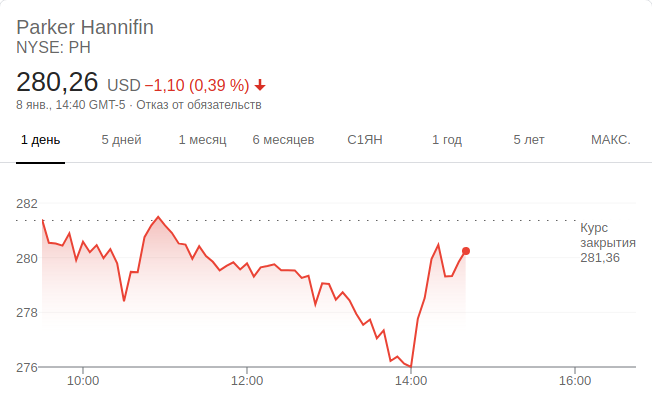 Parker Hannifin
NYSE: PH
280,26 USD −1,10 (0,39 %)
8 янв., 14:40 GMT-5 · Отказ от обязательств
1 день 5 дней 1 месяц 6 месяцев С1ЯН 1 год 5 лет МАКС.
282
Курс
закрытия
280
281,36
278
276
10:00 12:00 14:00 16:00